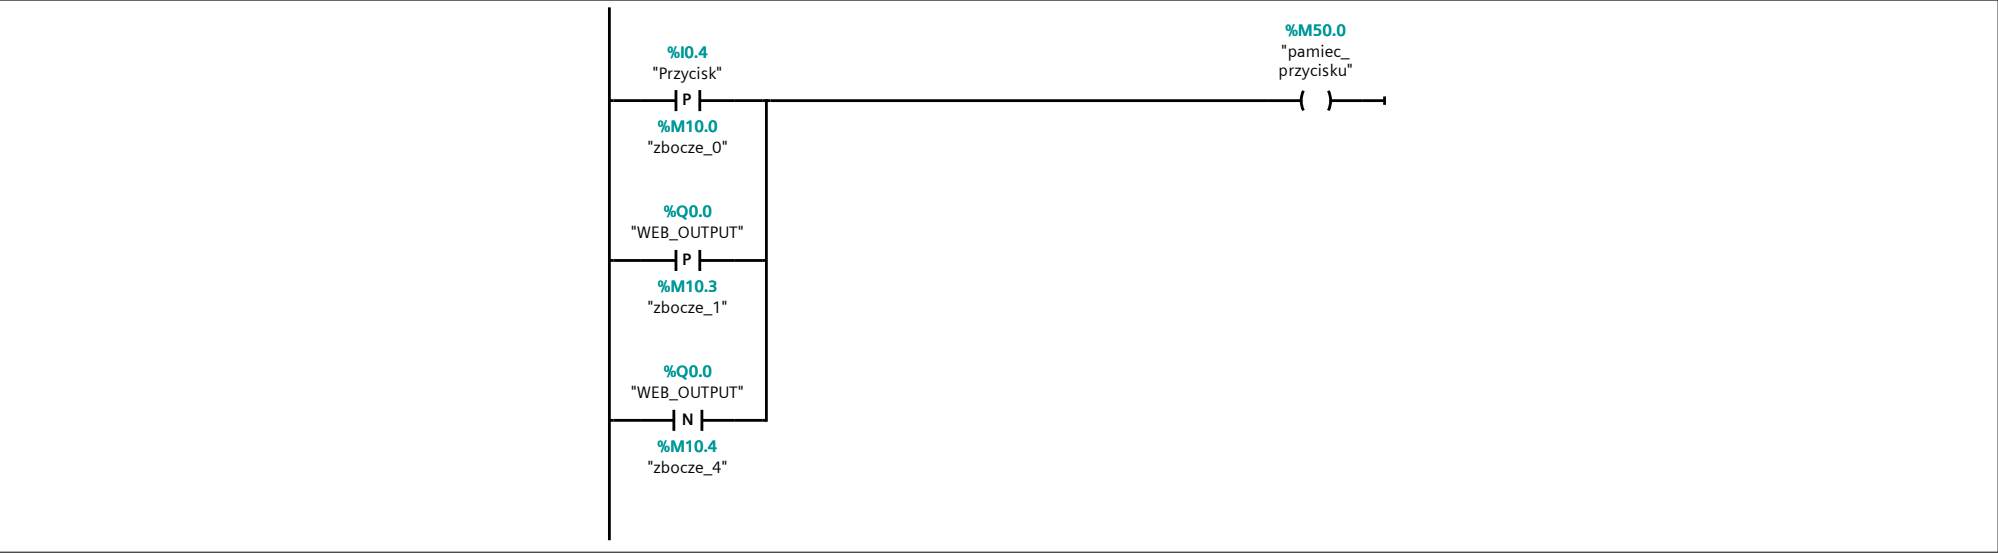 %M50.0
"pamiec_
przycisku"
%I0.4
"Przycisk"
P
%M10.0
"zbocze_0"
%Q0.0
"WEB_OUTPUT"
P
%M10.3
"zbocze_1"
%Q0.0
"WEB_OUTPUT"
N
%M10.4
"zbocze_4"